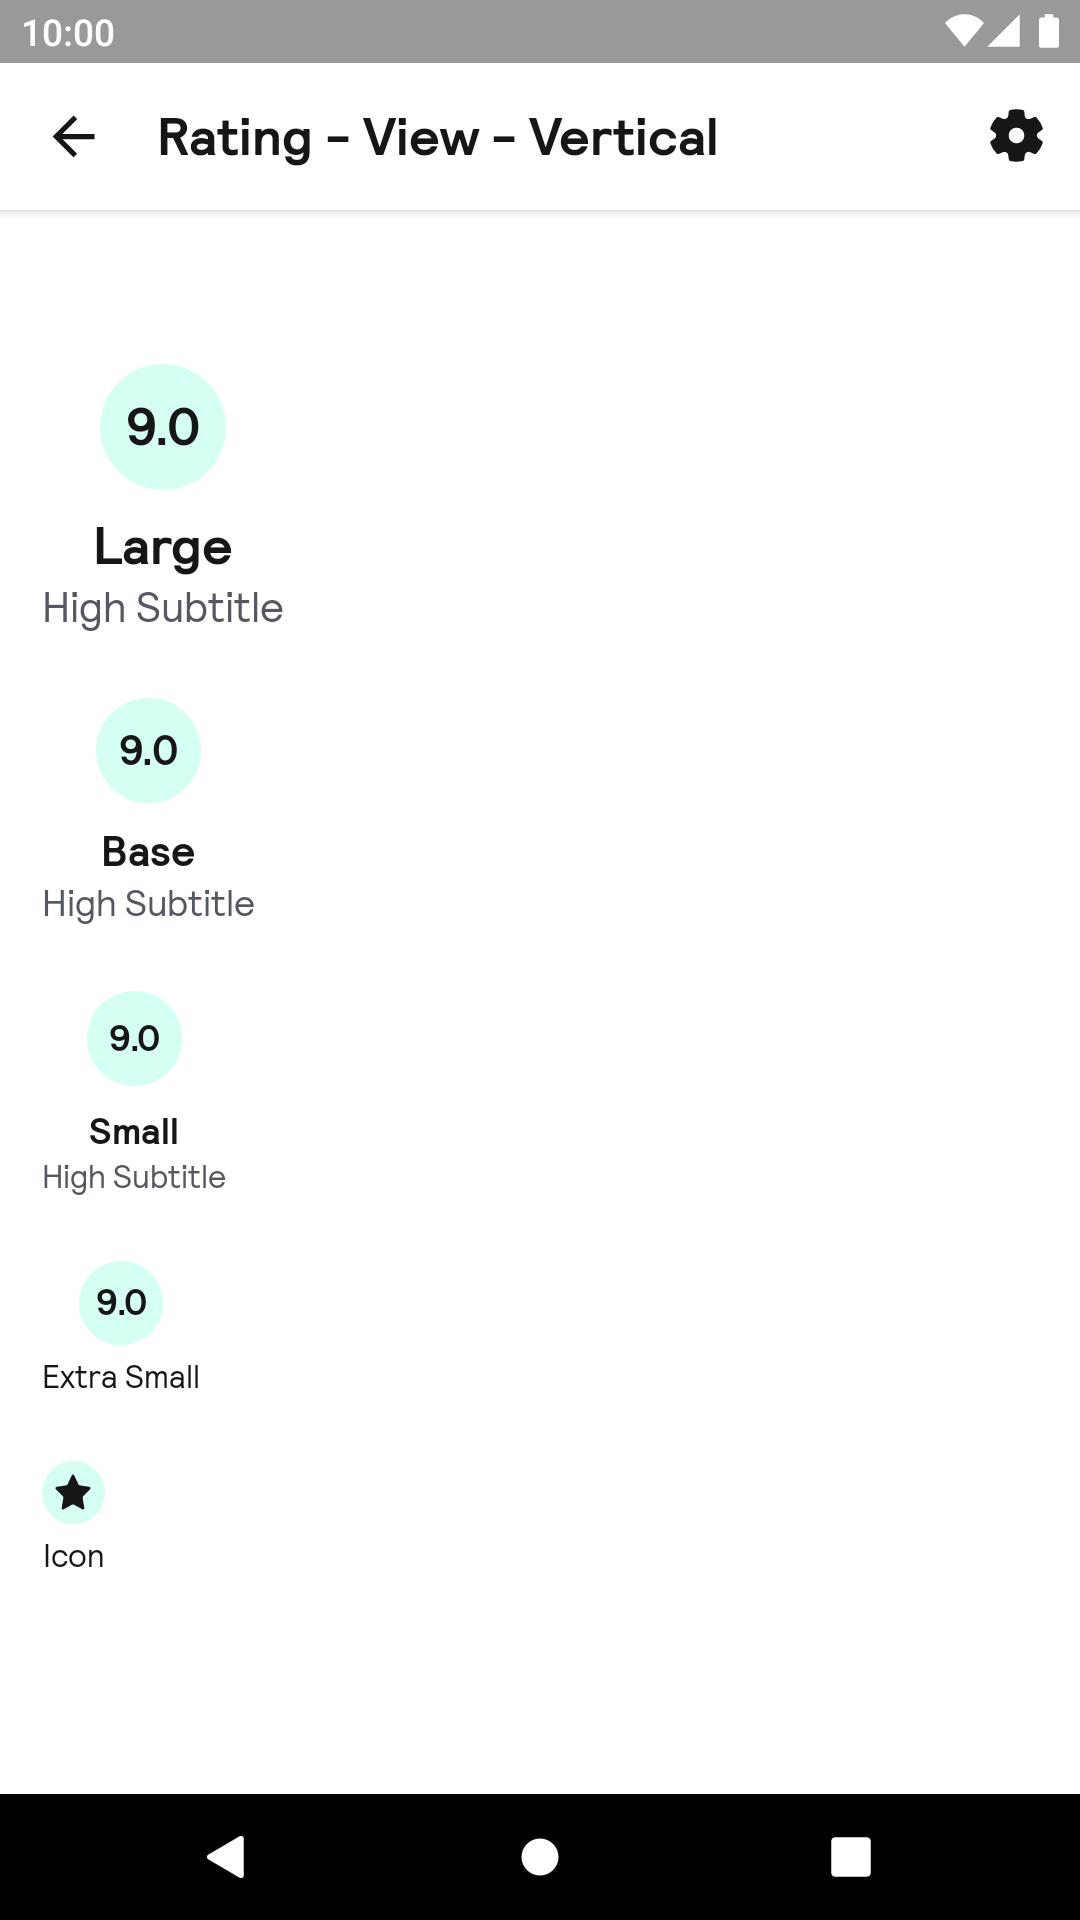 10:00
Rating - View - Vertical
9.0
Large
High Subtitle
9.0
Base
High Subtitle
9.0
Small
High Subtitle
9.0
Extra Small
Icon